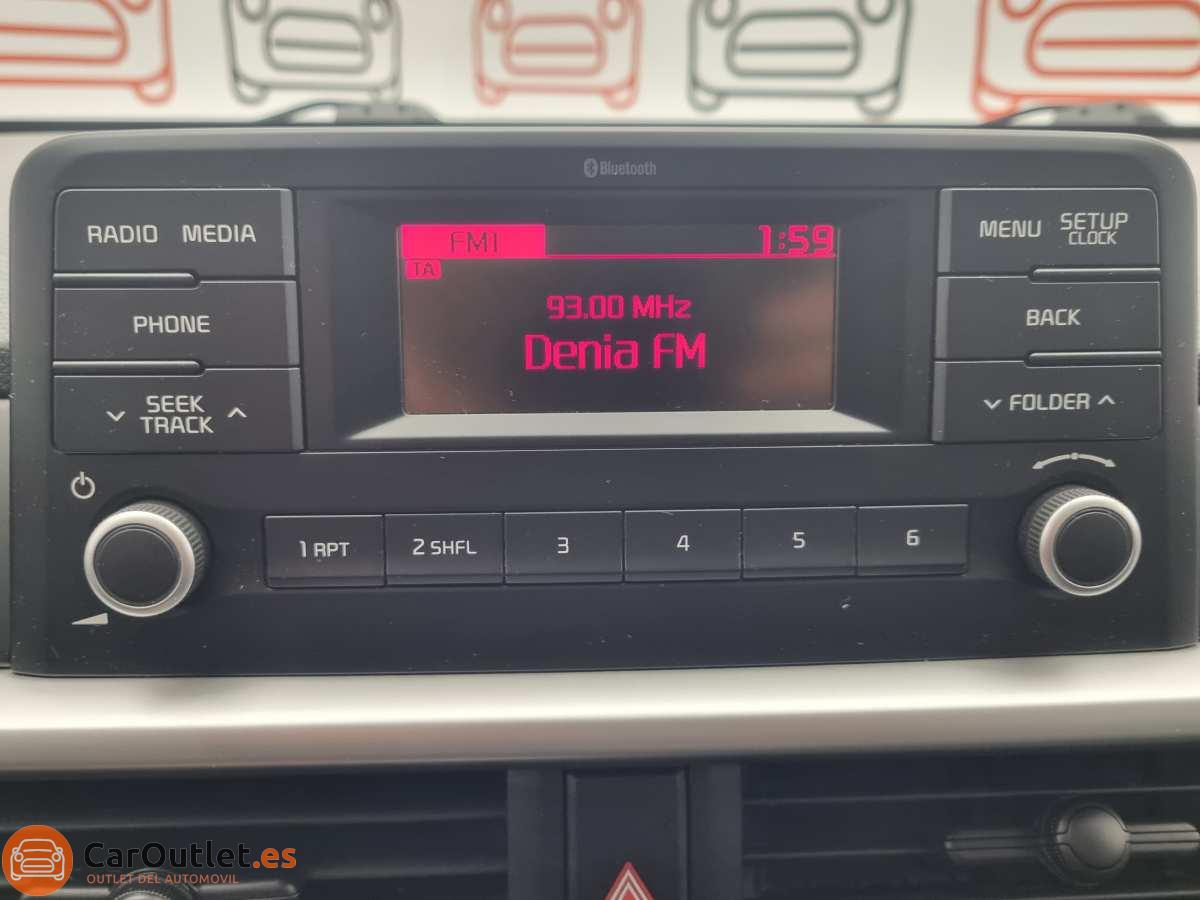 Bluetooth
RADIO MEDIA
PHONE
SEEK
TRACK
FM1
1:59
TA
93.00 MHz
Denia FM
MENU
SETUP
CLOCK
BACK
FOLDER
1 RPT
2 SHFL
3
4
5
6
CarOutlet.es
OUTLET DEL AUTOMOVIL